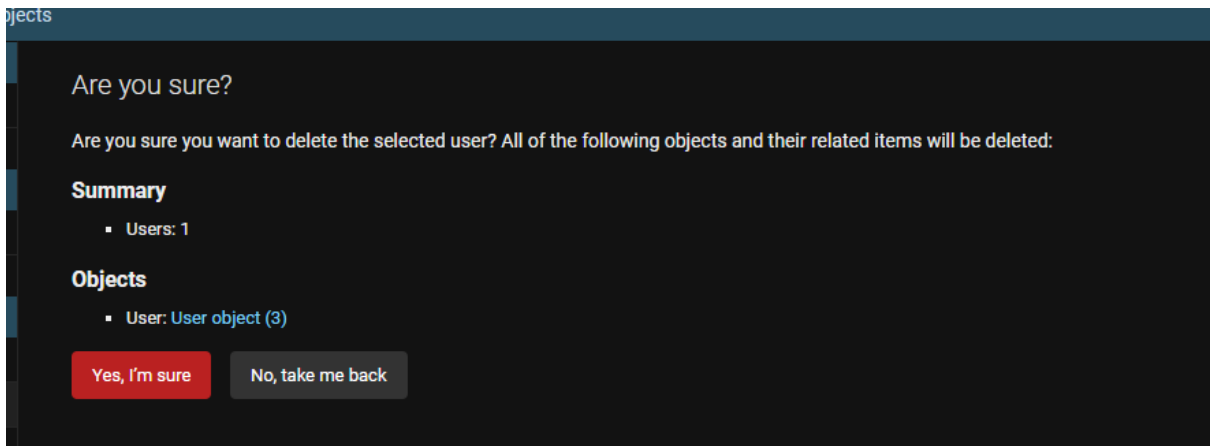 Are you sure?
Are you sure you want to delete the selected user? All of the following objects and their related items will be deleted:
Summary
Users: 1
Objects
User: User object (3)
Yes, I’m sure
No, take me back